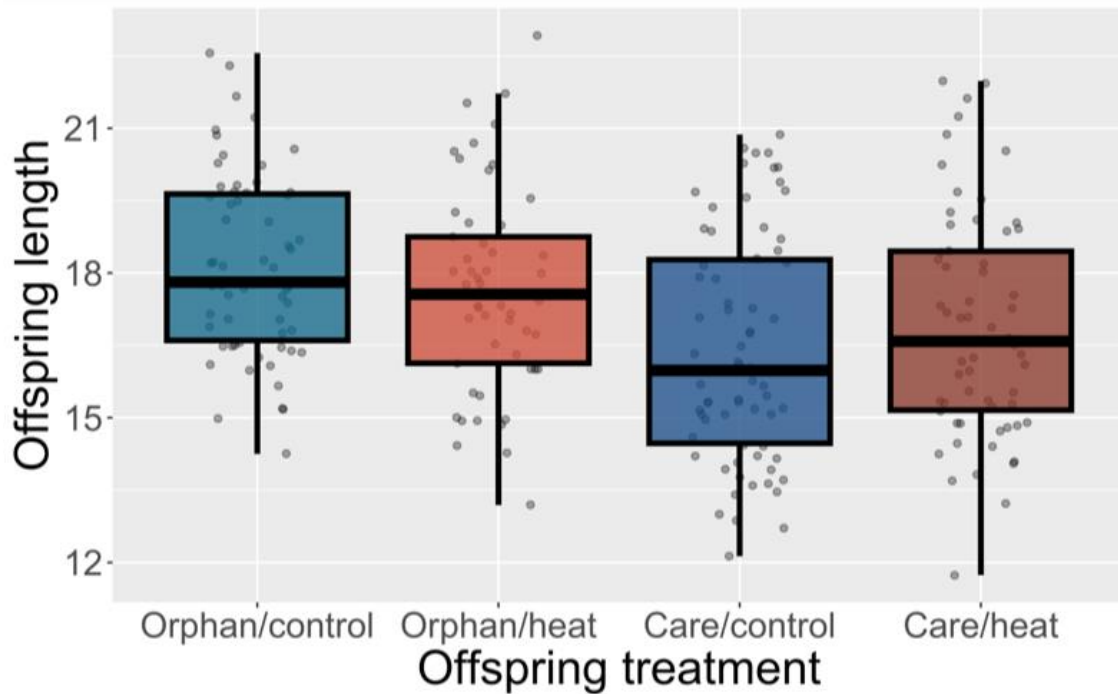 Offspring length
21
18
15
12
Orphan/control
Orphan/heat
Care/control
Care/heat
Offspring treatment